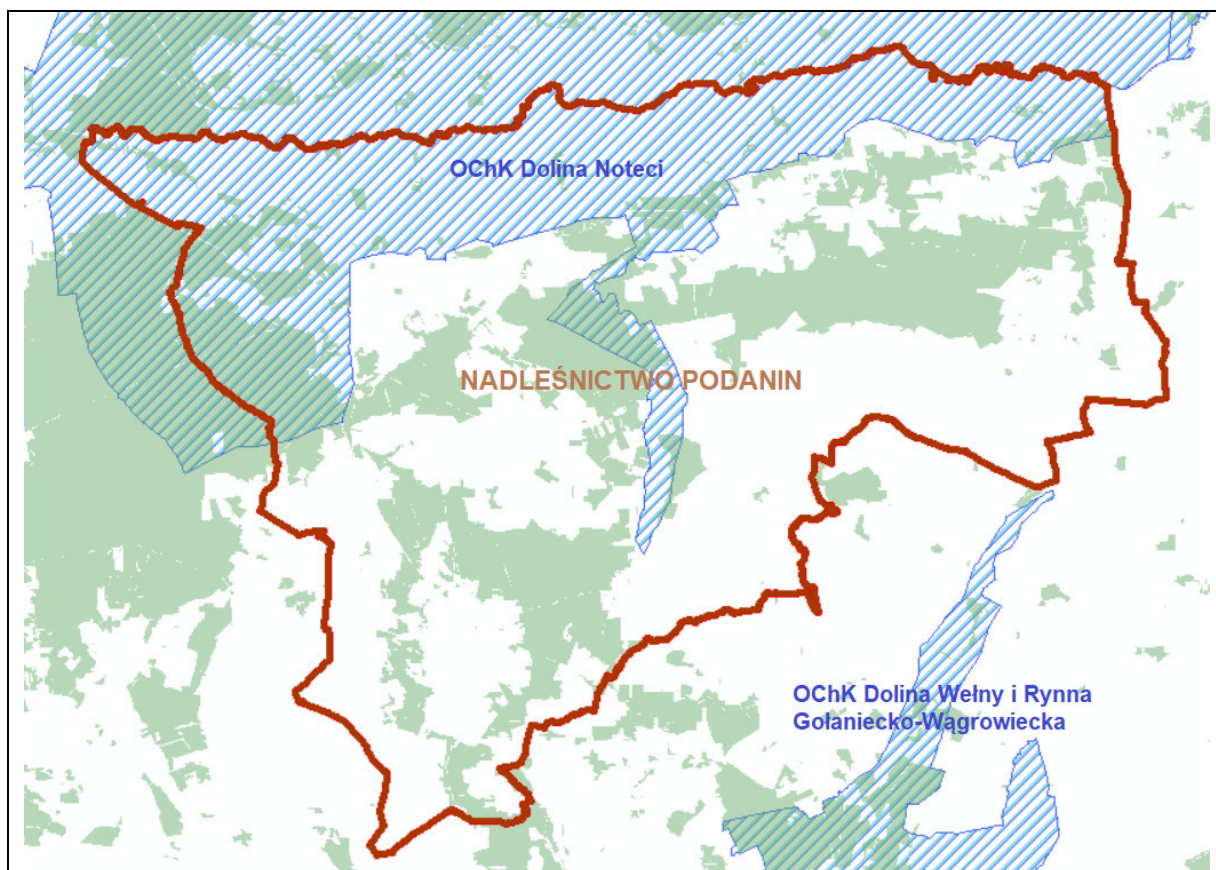 OChK Dolina Noteci
NADLEŚNICTWO PODANIN
OChK Dolina Wełny i Rynna
Gołaniecko-Wągrowiecka